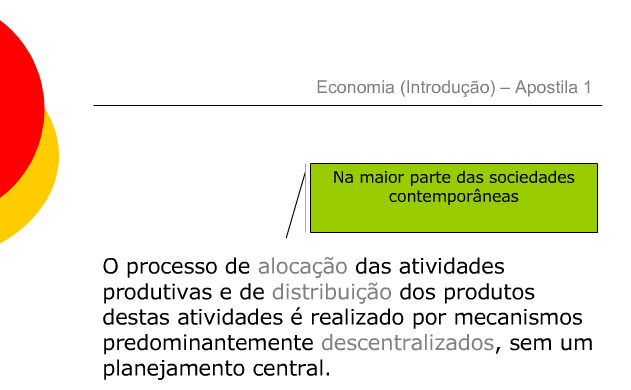 Economia (Introdução) – Apostila 1
Na maior parte das sociedades
contemporâneas
O processo de alocação das atividades
produtivas e de distribuição dos produtos
destas atividades é realizado por mecanismos
predominantemente descentralizados, sem um
planejamento central.